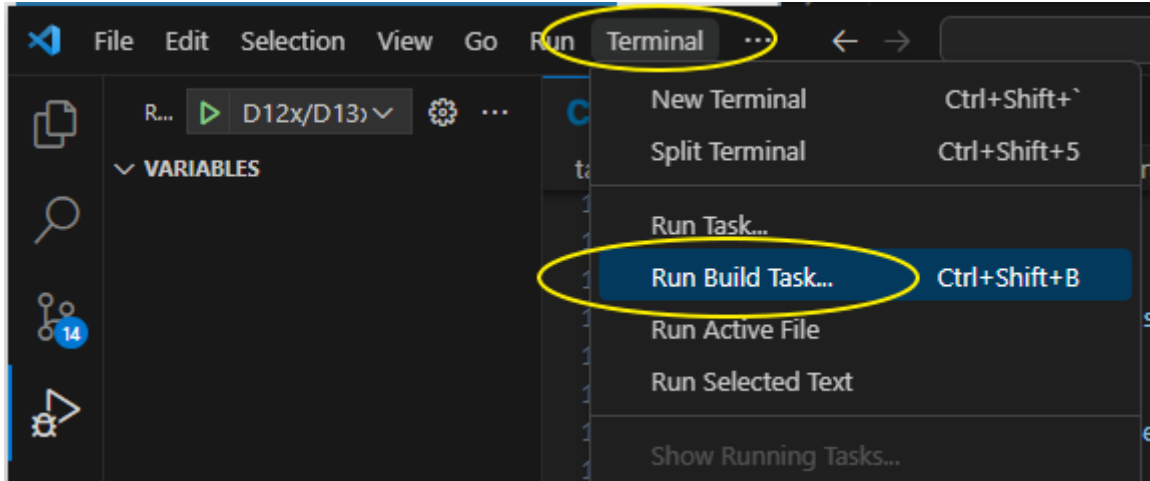 File Edit Selection View Go Run Terminal ...
R... D12x/D13x ...
VARIABLES
14
New Terminal Ctrl+Shift+`
Split Terminal Ctrl+Shift+5
Run Task...
Run Build Task... Ctrl+Shift+B
Run Active File
Run Selected Text
Show Running Tasks...